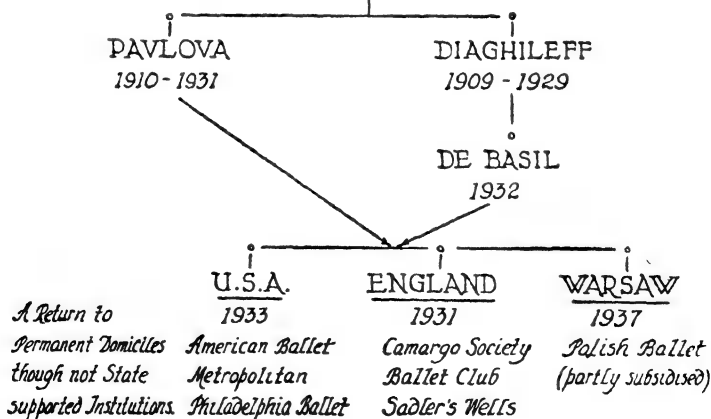 PAVLOVA
1910-1931
DIAGHILEFF
1909-1929
DE BASIL
1932
U.S.A.
1933
ENGLAND
1931
WARSAW
1937
A Return to
Permanent Domiciles
though not State
supported Institutions.
American Ballet
Metropolitan
Philadelphia Ballet
Camargo Society
Ballet Club
Sadler's Wells
Polish Ballet
(partly subsidised)